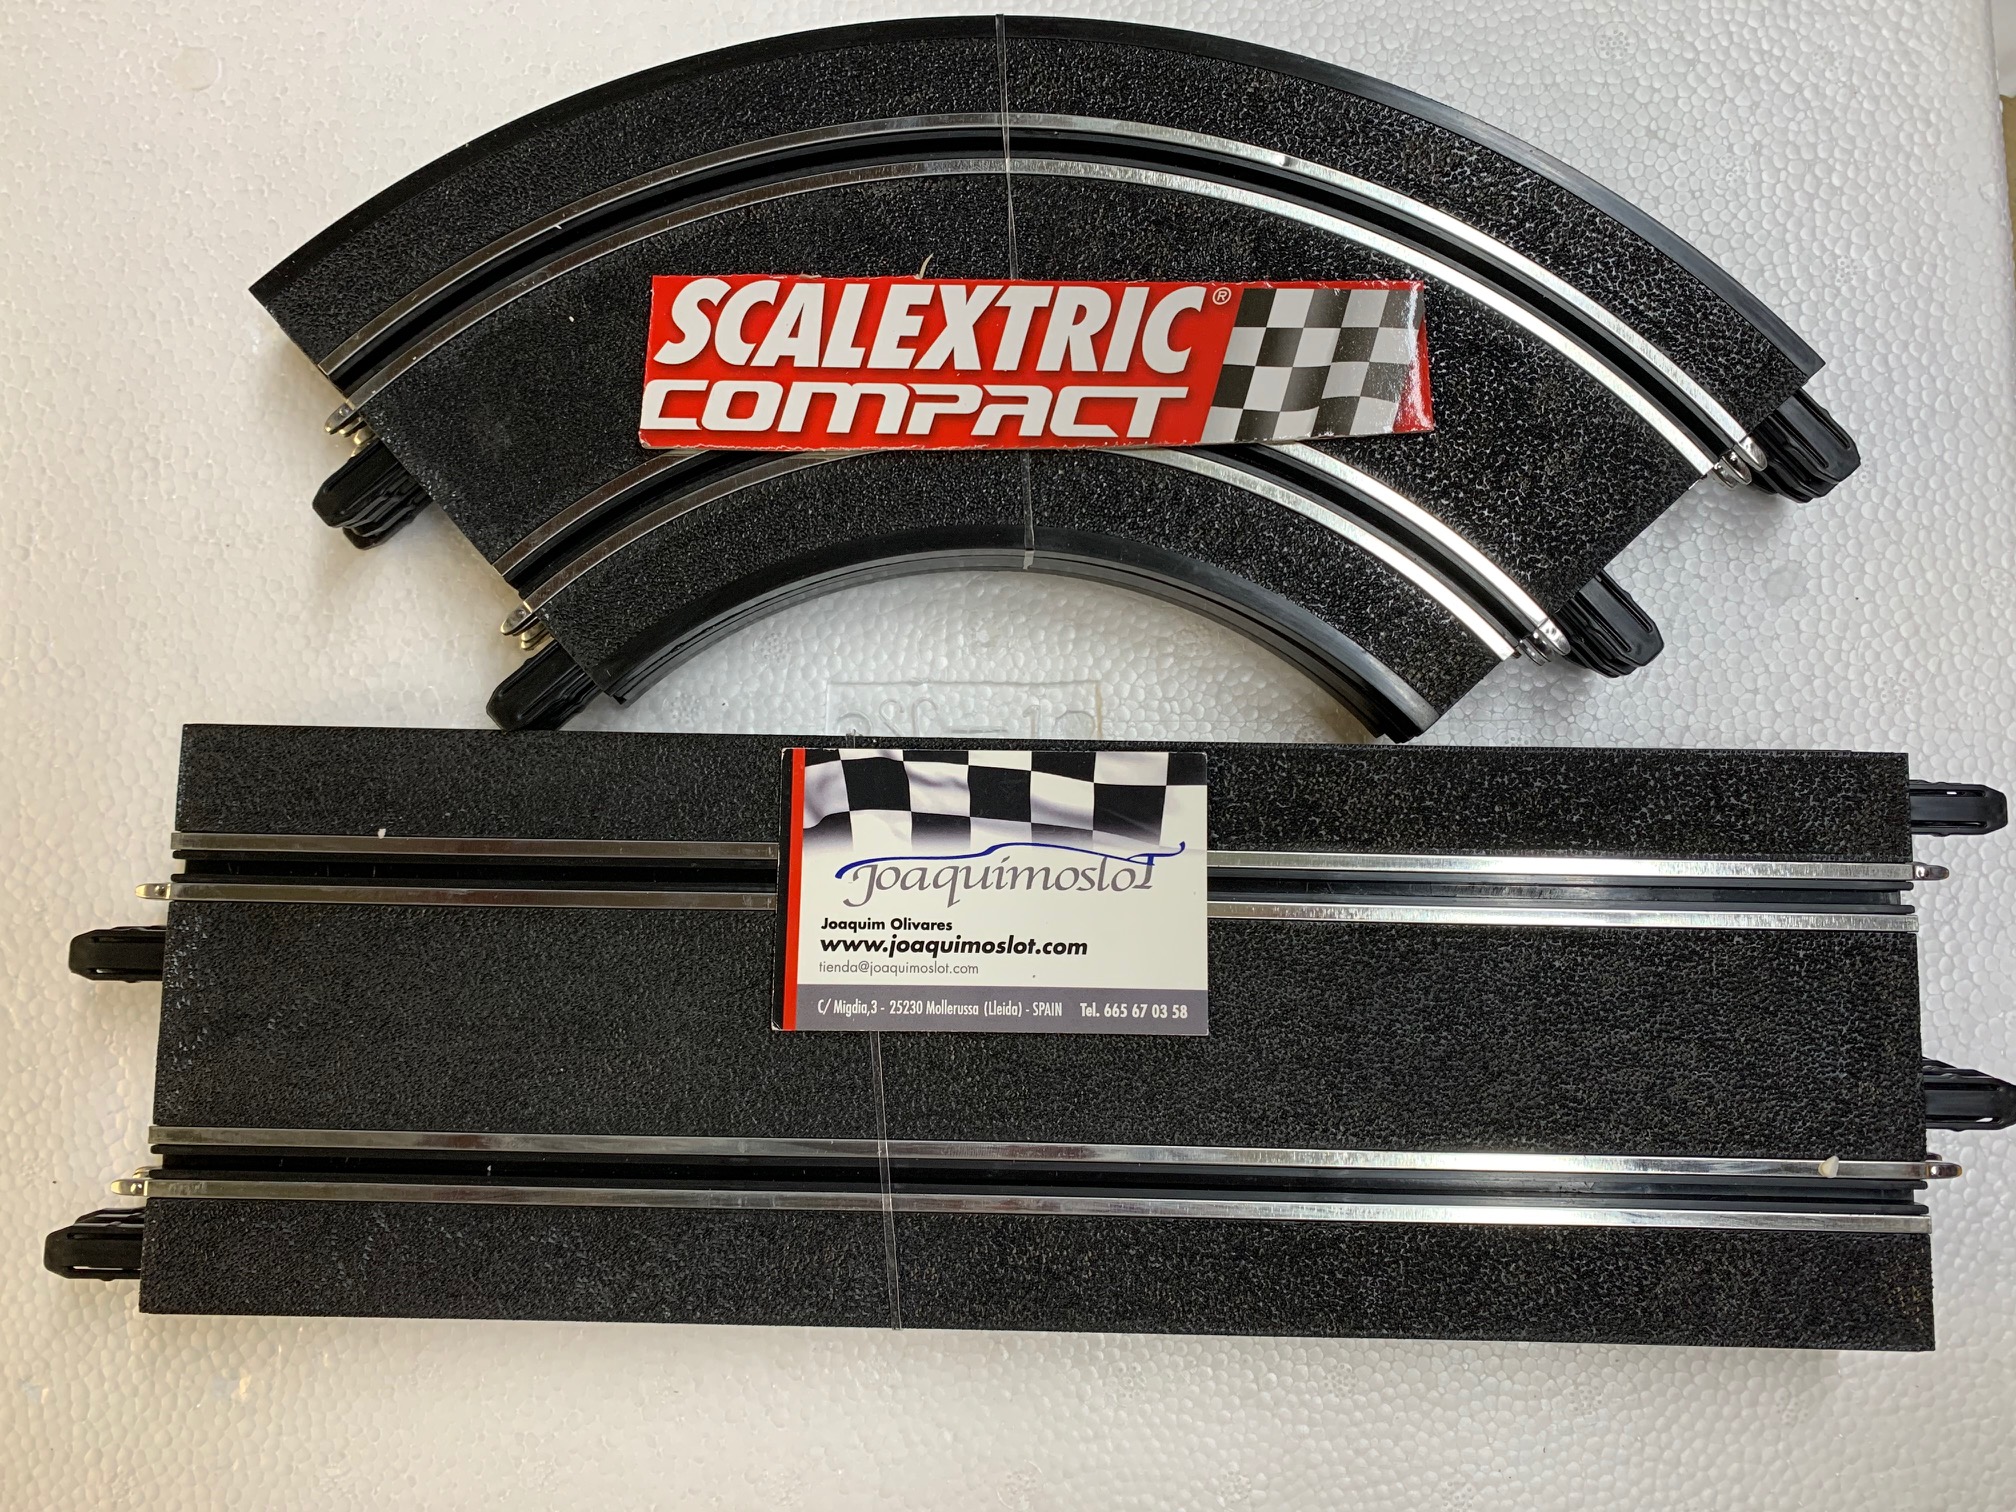 SCALEXTRIC®
COMPACT
Joaquimoslot
Joaquim Olivares
www.joaquimoslot.com
tienda@joaquimoslot.com
C/ Migdia,3 - 25230 Mollerussa (Lleida) - SPAIN Tel. 665 67 03 58